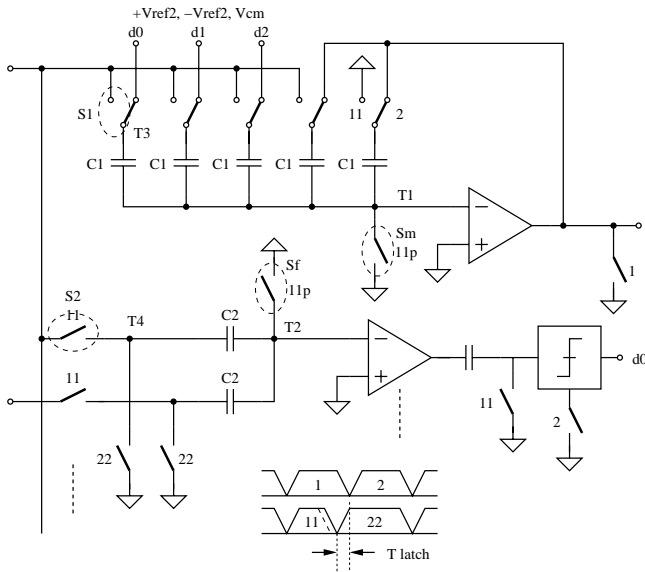 +Vref2, −Vref2, Vcm
d0 d1 d2
S1
T3
11 2
C1 C1 C1 C1 C1
T1
−
+
Sm
11p
1
Sf
11p
S2
T4
C2
T2
−
+
11
C2
22 22
11
2
d0
1 2
11 22
T latch